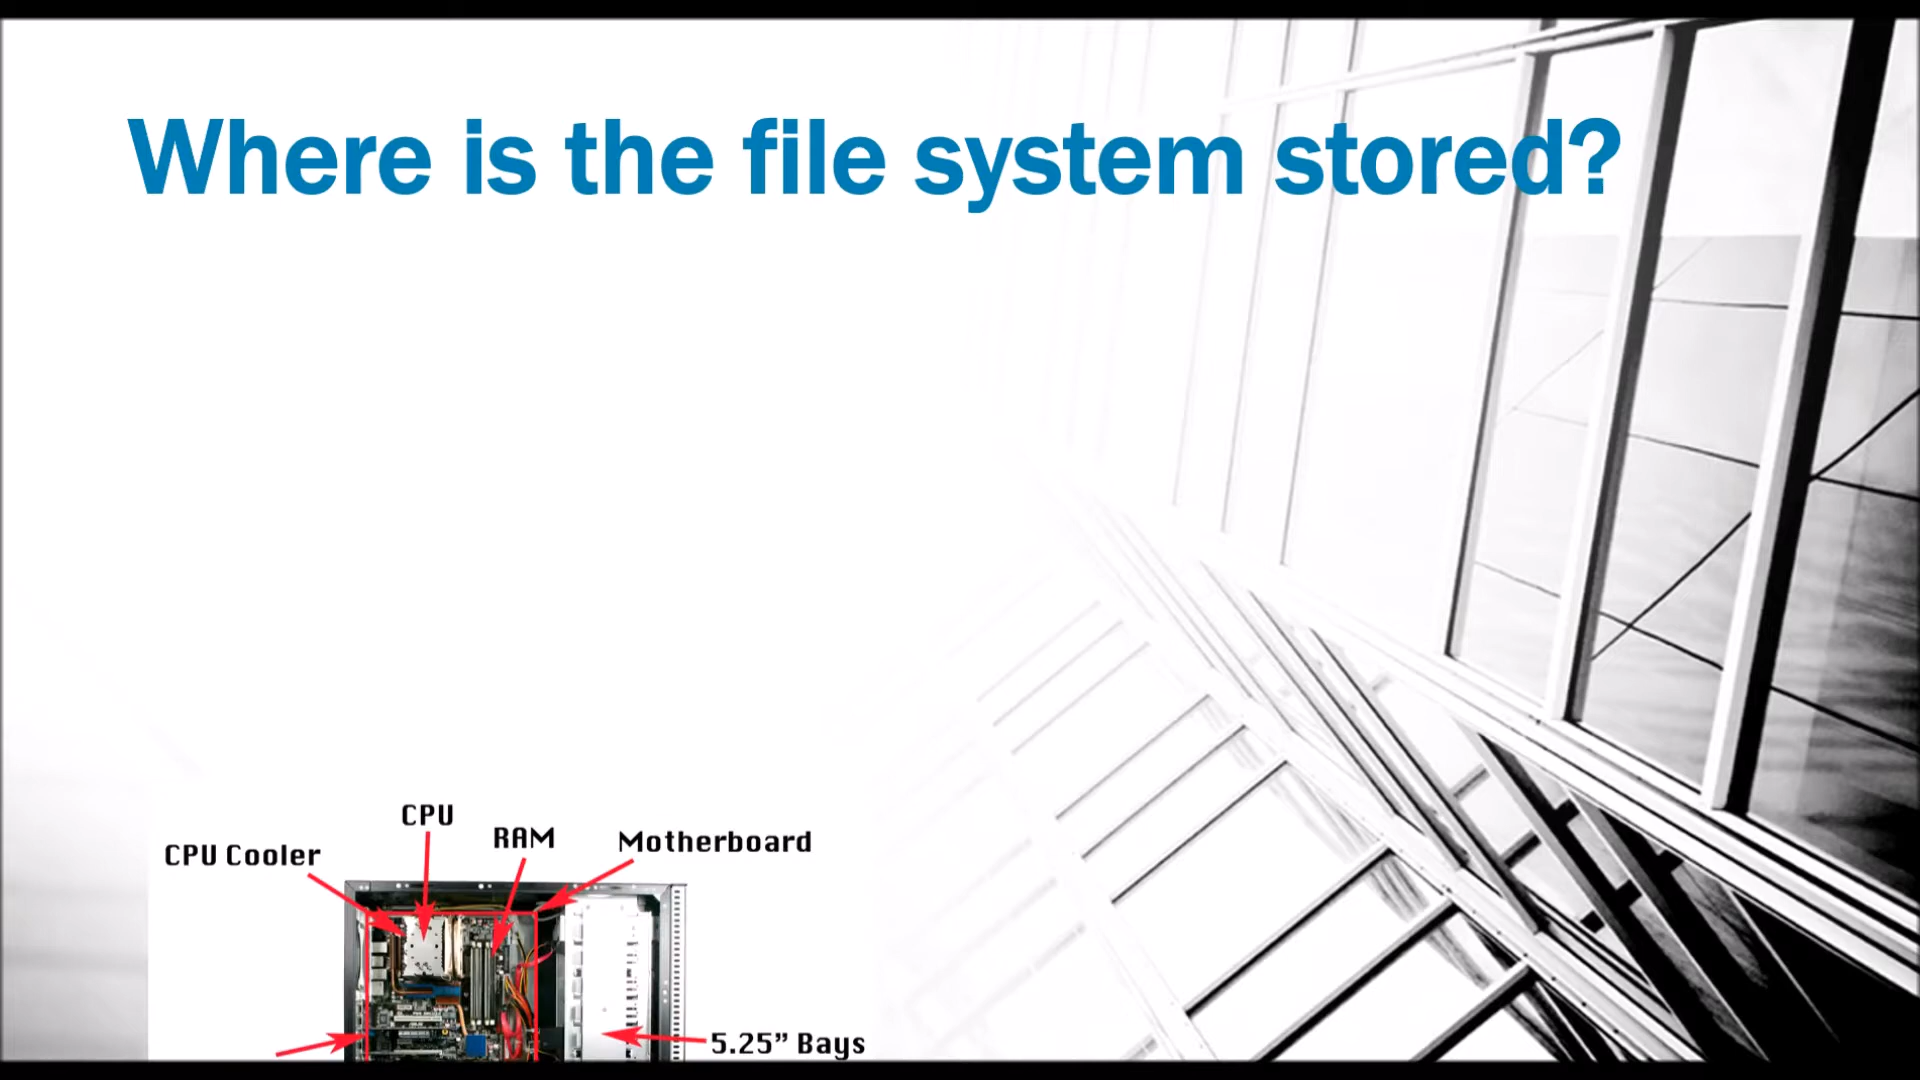 Where is the file system stored?
CPU
RAM
Motherboard
CPU Cooler
5.25” Bays